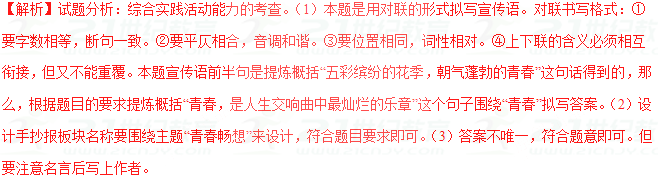 【解析】试题分析：综合实践活动能力的考查。（1）本题是用对联的形式拟写宣传语。对联书写格式：①
要字数相等，断句一致。②要平仄相合，音调和谐。③要位置相同，词性相对。④上下联的含义必须相互
衔接，但又不能重覆。本题宣传语前半句是提炼概括“五彩缤纷的花季，朝气蓬勃的青春”这句话得到的，那
么，根据题目的要求提炼概括“青春，是人生交响曲中最灿烂的乐章”这个句子围绕“青春”拟写答案。（2）设
计手抄报板块名称要围绕主题“青春畅想”来设计，符合题目要求即可。（3）答案不唯一，符合题意即可。但
要注意名言后写上作者。